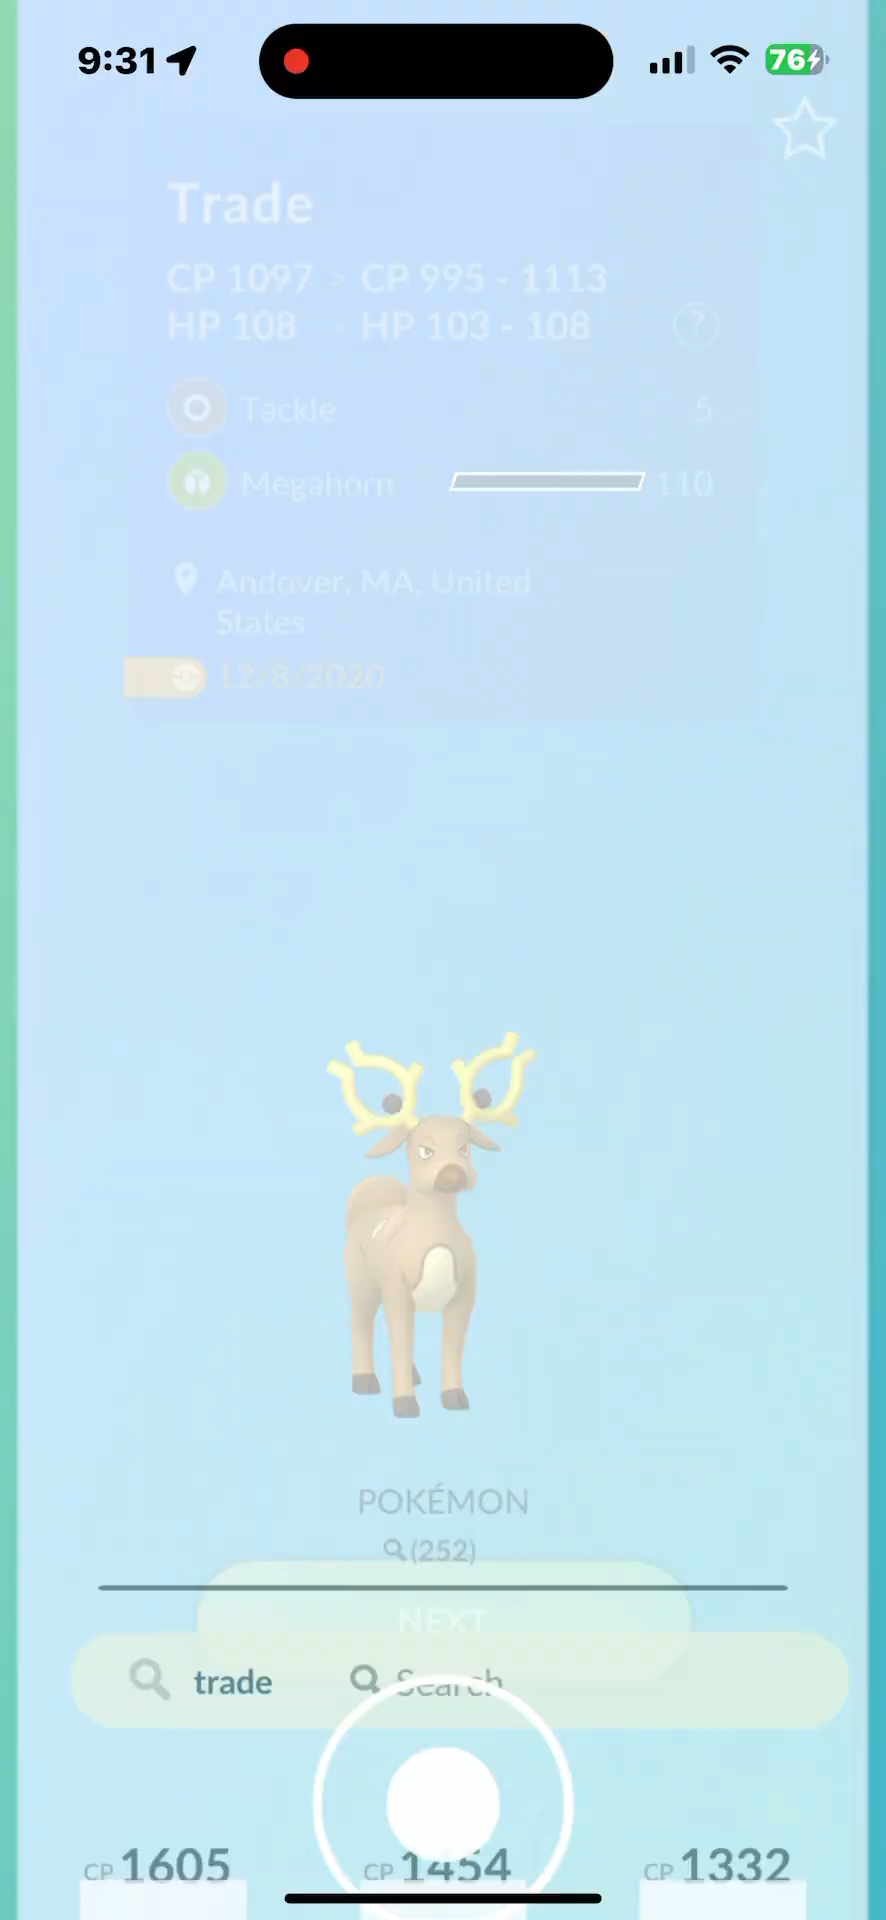 9:31
76
Trade
CP 1097 > CP 995 - 1113
HP 108 > HP 103 - 108
?
Tackle 5
Megahorn 110
Andover, MA, United
States
12/8/2020
POKÉMON
(252)
NEXT
trade Search
CP 1605 CP 1454 CP 1332